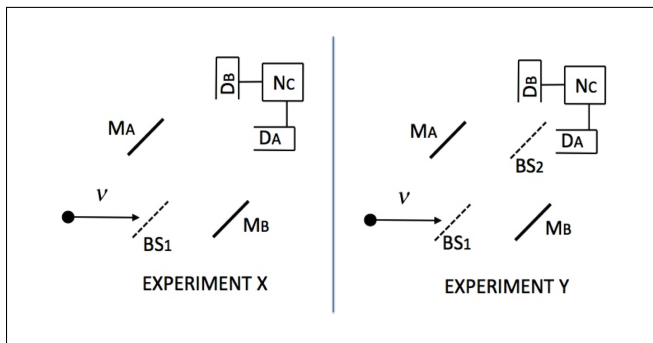 DB
NC
MA
DA
v
BS1
MB
EXPERIMENT X
DB
NC
MA
DA
BS2
v
BS1
MB
EXPERIMENT Y